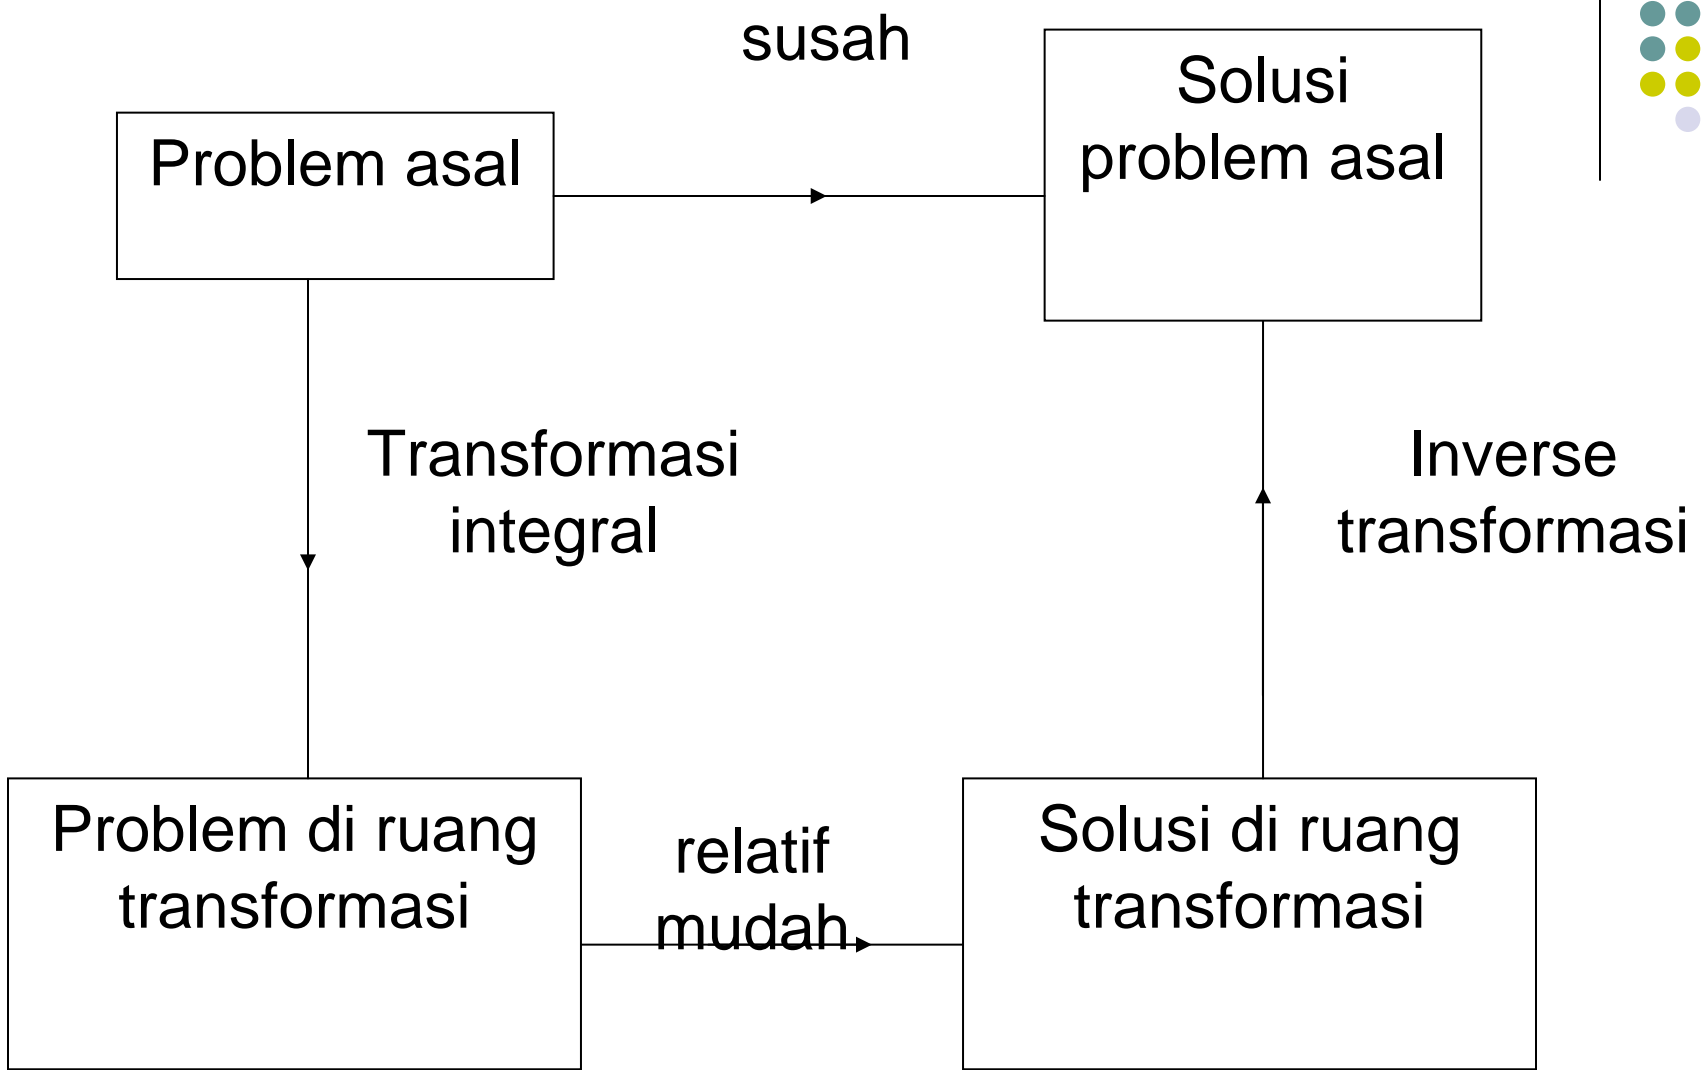 susah
Problem asal
Solusi
problem asal
Transformasi
integral
Inverse
transformasi
Problem di ruang
transformasi
relatif
mudah
Solusi di ruang
transformasi